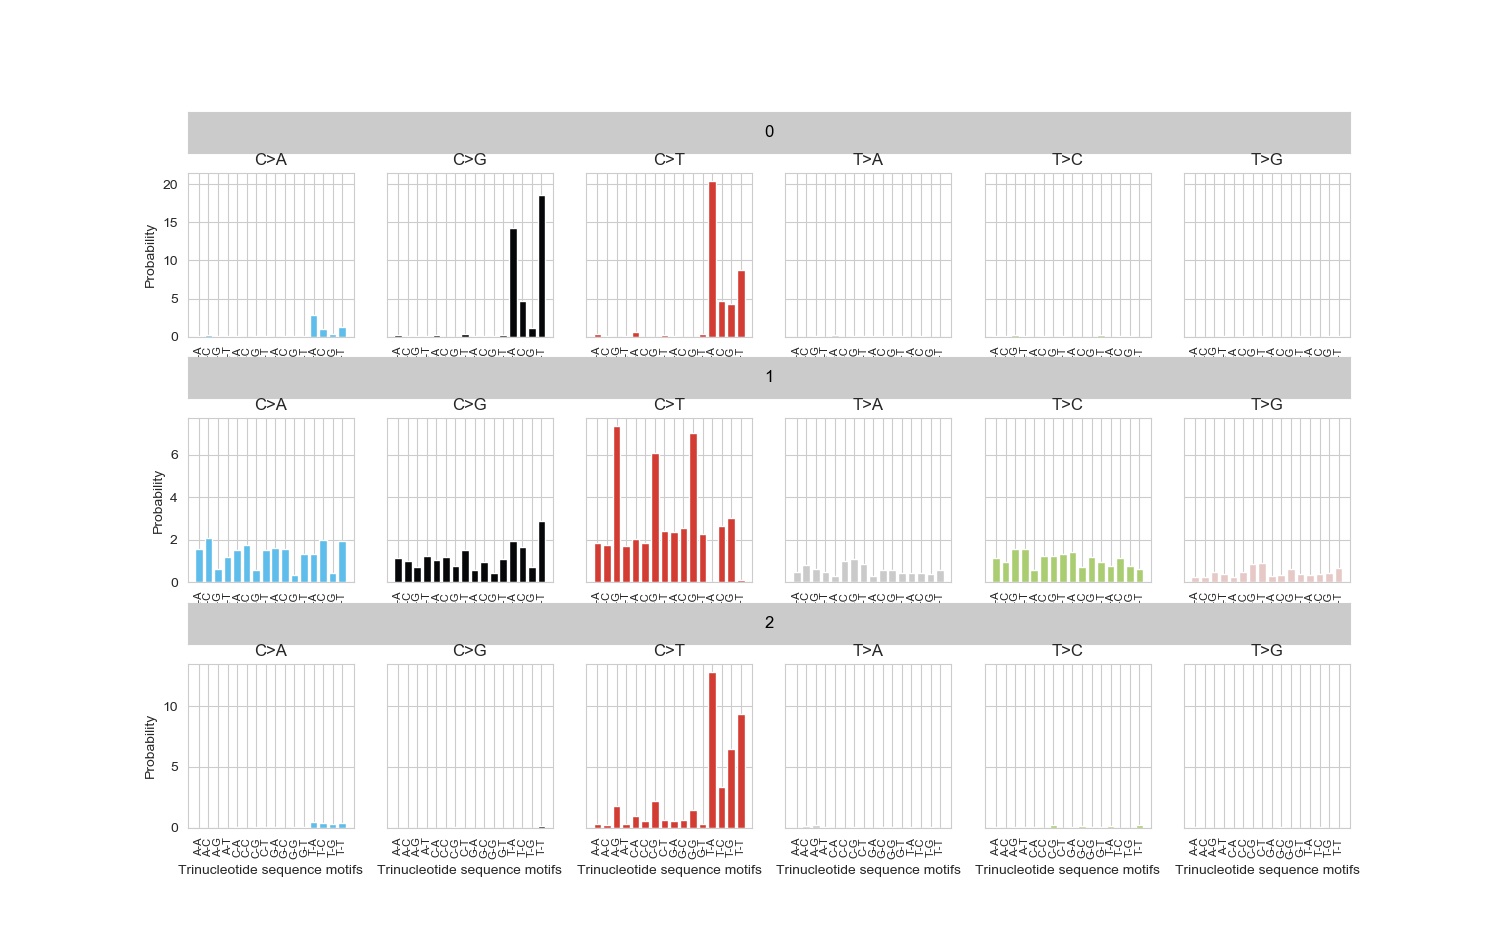 0
C>A C>G C>T T>A T>C T>G
20
15
10
5
0
Probability
1
C>A C>G C>T T>A T>C T>G
6
4
2
0
Probability
2
C>A C>G C>T T>A T>C T>G
10
5
0
Probability
A-A A-C A-G A-T C-A C-C C-G C-T G-A G-C G-G G-T T-A T-C T-G T-T A-A A-C A-G A-T C-A C-C C-G C-T G-A G-C G-G G-T T-A T-C T-G T-T A-A A-C A-G A-T C-A C-C C-G C-T G-A G-C G-G G-T T-A T-C T-G T-T A-A A-C A-G A-T C-A C-C C-G C-T G-A G-C G-G G-T T-A T-C T-G T-T A-A A-C A-G A-T C-A C-C C-G C-T G-A G-C G-G G-T T-A T-C T-G T-T A-A A-C A-G A-T C-A C-C C-G C-T G-A G-C G-G G-T T-A T-C T-G T-T
Trinucleotide sequence motifs Trinucleotide sequence motifs Trinucleotide sequence motifs Trinucleotide sequence motifs Trinucleotide sequence motifs Trinucleotide sequence motifs